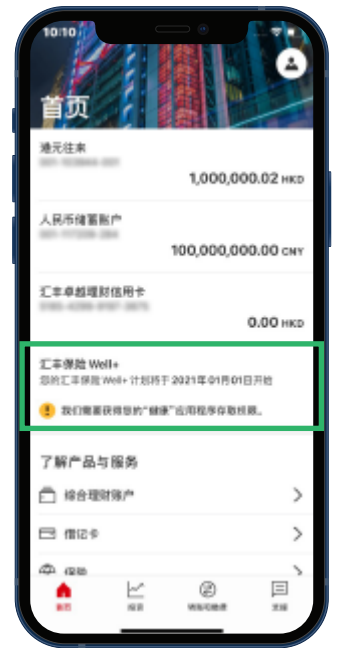 10:10
首页
港元往来
1,000,000.02 HKD
人民币储蓄账户
100,000,000.00 CNY
汇丰卓越理财信用卡
0.00 HKD
汇丰保险 Well+
您的汇丰保险 Well+ 计划将于 2021年01月01日开始
我们需要获得您的“健康”应用程序存取权限。
了解产品与服务
综合理财账户
借记卡
保险
首页
投资
支援